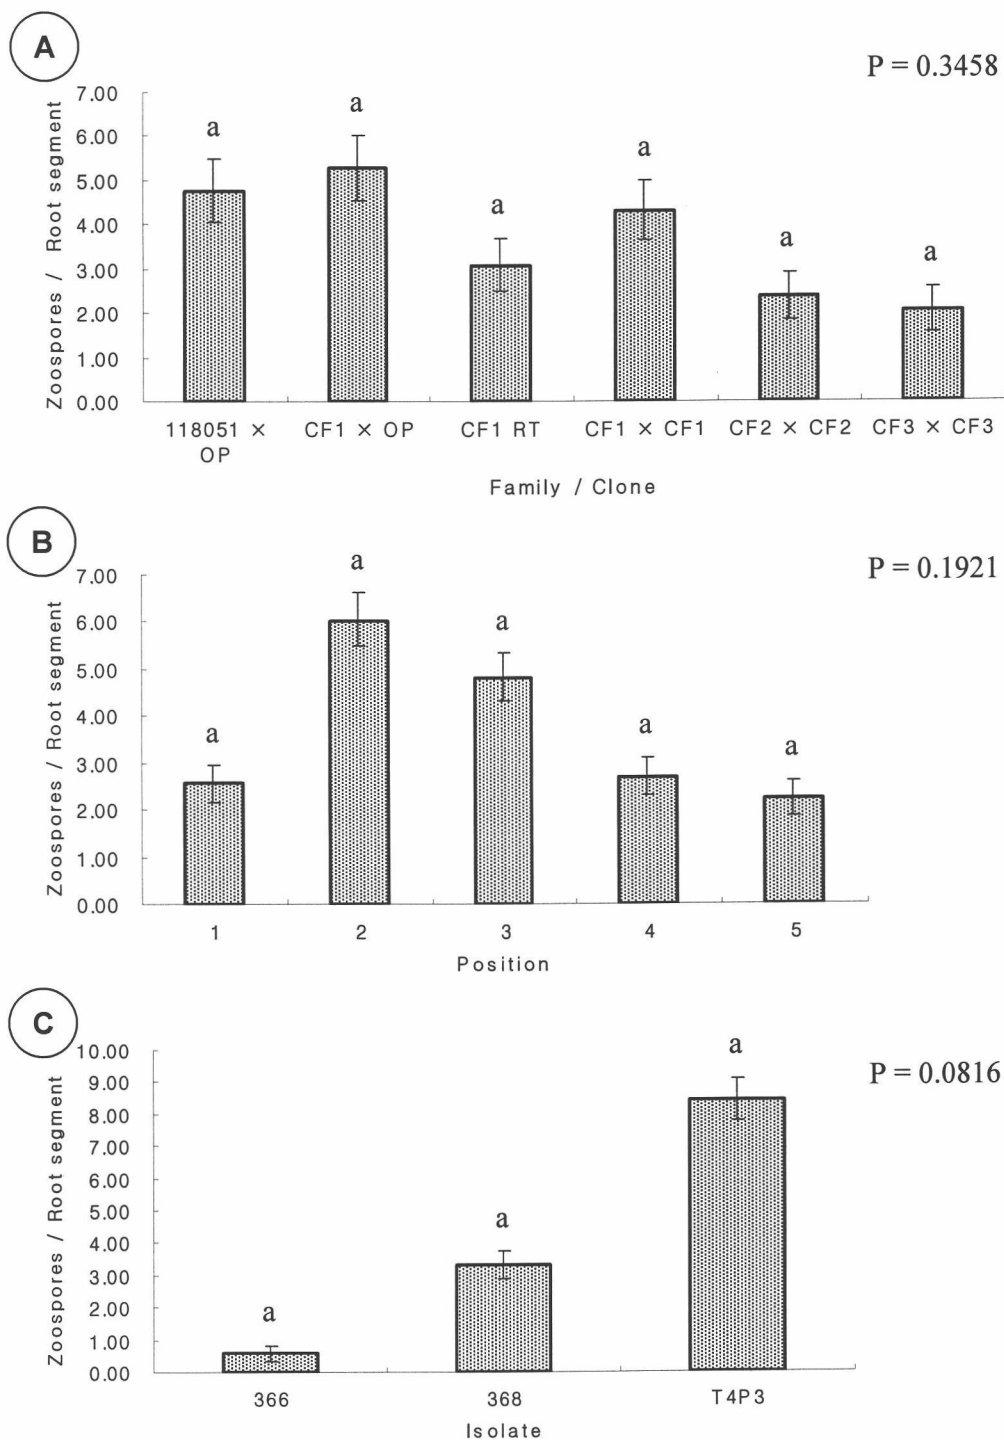 A
P = 0.3458
7.00
a
a
6.00
a
5.00
a
4.00
a
a
3.00
2.00
1.00
0.00
Zoospores / Root segment
118051 × OP
CF1 × OP
CF1 RT
CF1 × CF1
CF2 × CF2
CF3 × CF3
Family / Clone
B
P = 0.1921
7.00
a
6.00
a
5.00
4.00
a
a
a
3.00
2.00
1.00
0.00
Zoospores / Root segment
1
2
3
4
5
Position
C
P = 0.0816
10.00
a
9.00
8.00
7.00
6.00
5.00
a
4.00
3.00
2.00
a
1.00
0.00
Zoospores / Root segment
366
368
T4P3
Isolate